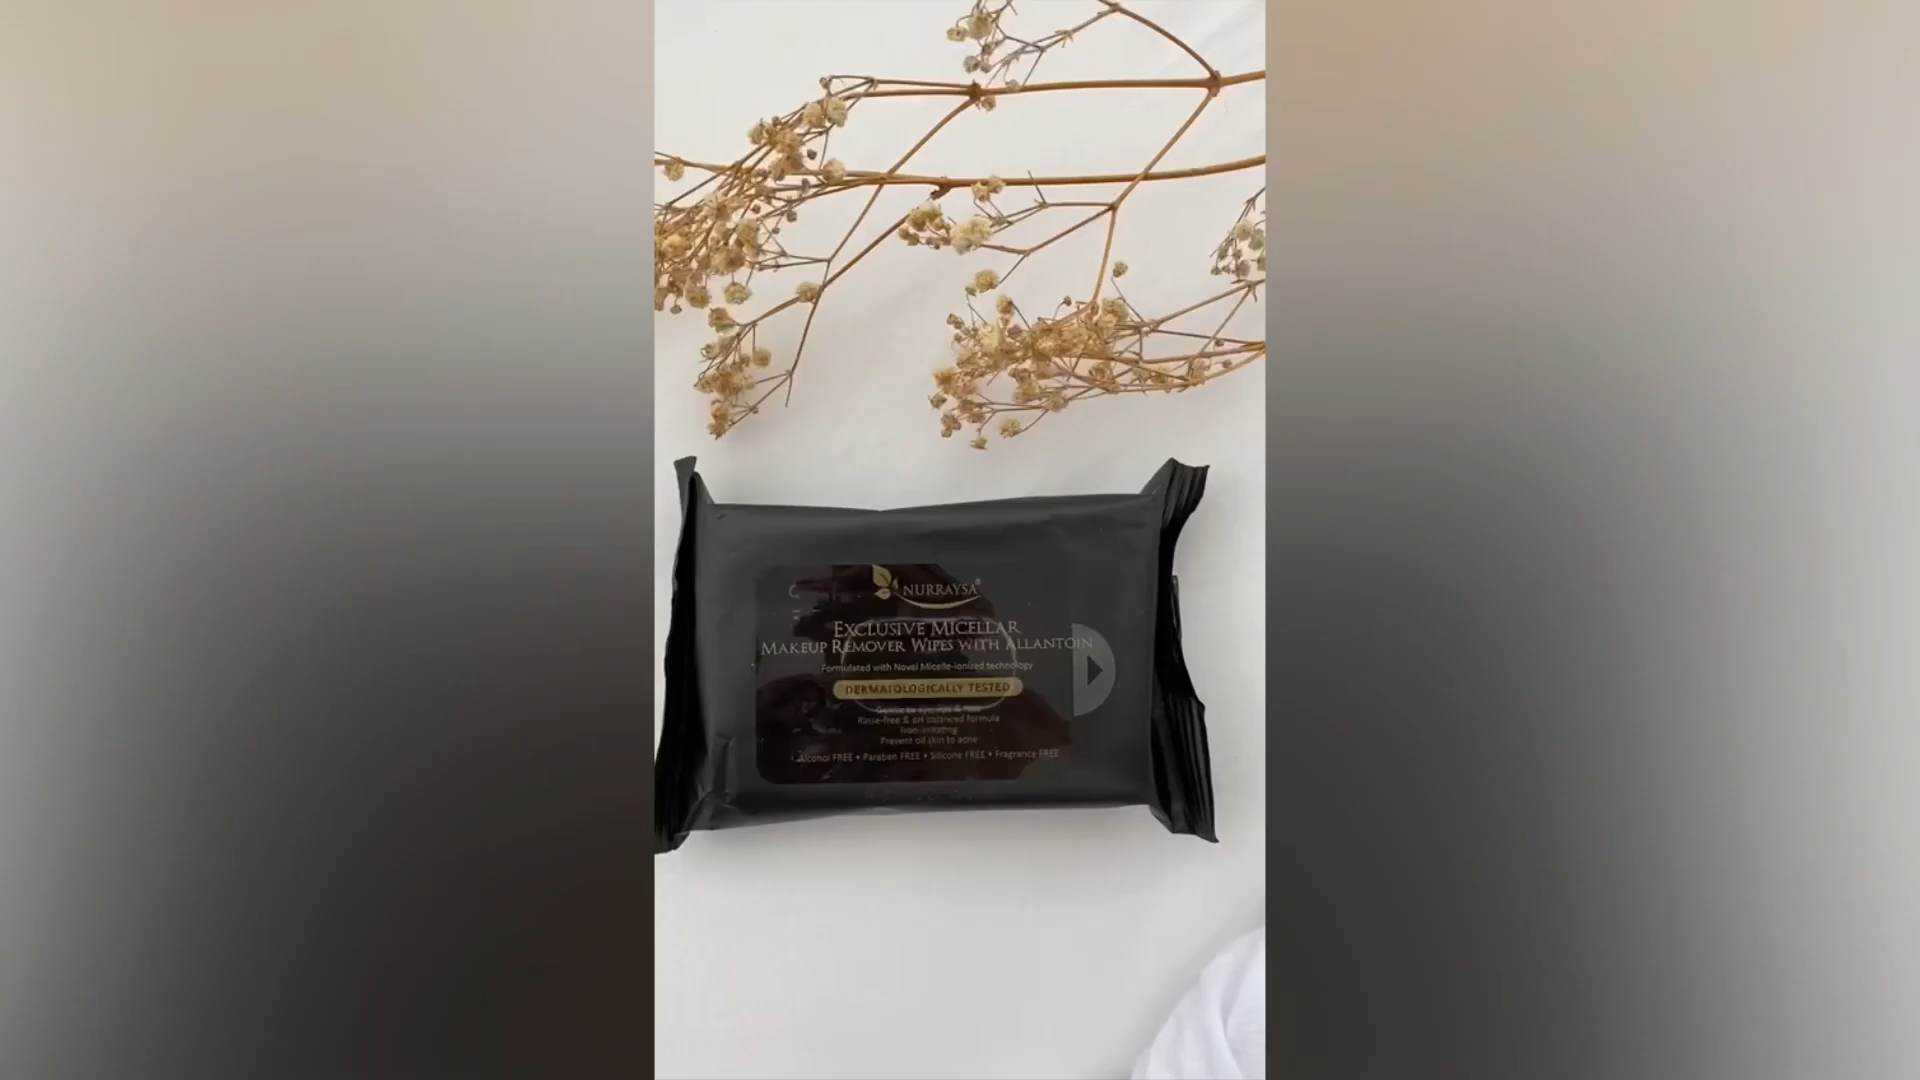 NURRAYSA®
EXCLUSIVE MICELLAR
MAKEUP REMOVER WIPES WITH ALLANTOIN
Formulated with Novel Micelle-ionized technology
DERMATOLOGICALLY TESTED
Gentle
Rinse-free & pH balanced formula
Non-irritating
Prevent oil skin to acne
Alcohol FREE • Paraben FREE • Silicone FREE • Fragrance FREE